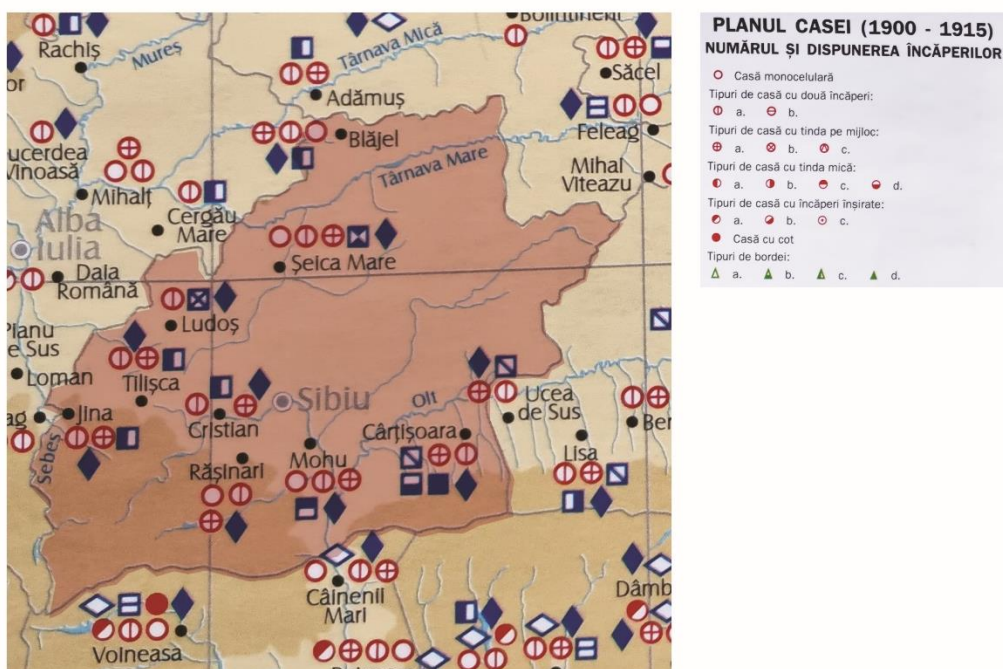 Rachiș
Mureș
Târnava Mică
Săcel
Adămuș
Feleag
Blăjel
Târnava Mare
Mihal
Viteazu
Vinoasă
Mihalț
Cergău
Mare
Alba
Iulia
Șeica Mare
Daia
Română
Ludoș
de Sus
Loman
Tilișca
Sibiu
Olt
Ucea
de Sus
Jina
Cristian
Cârțișoara
Lisa
Sebeș
Rășinari
Mohu
Câinenii
Mari
Voineasa
PLANUL CASEI (1900 - 1915)
NUMĂRUL ȘI DISPUNEREA ÎNCĂPERILOR
Casă monocelulară
Tipuri de casă cu două încăperi:
a. b.
Tipuri de casă cu tinda pe mijloc:
a. b. c.
Tipuri de casă cu tinda mică:
a. b. c. d.
Tipuri de casă cu încăperi înșirate:
a. b. c.
Casă cu cot
Tipuri de bordei:
a. b. c. d.